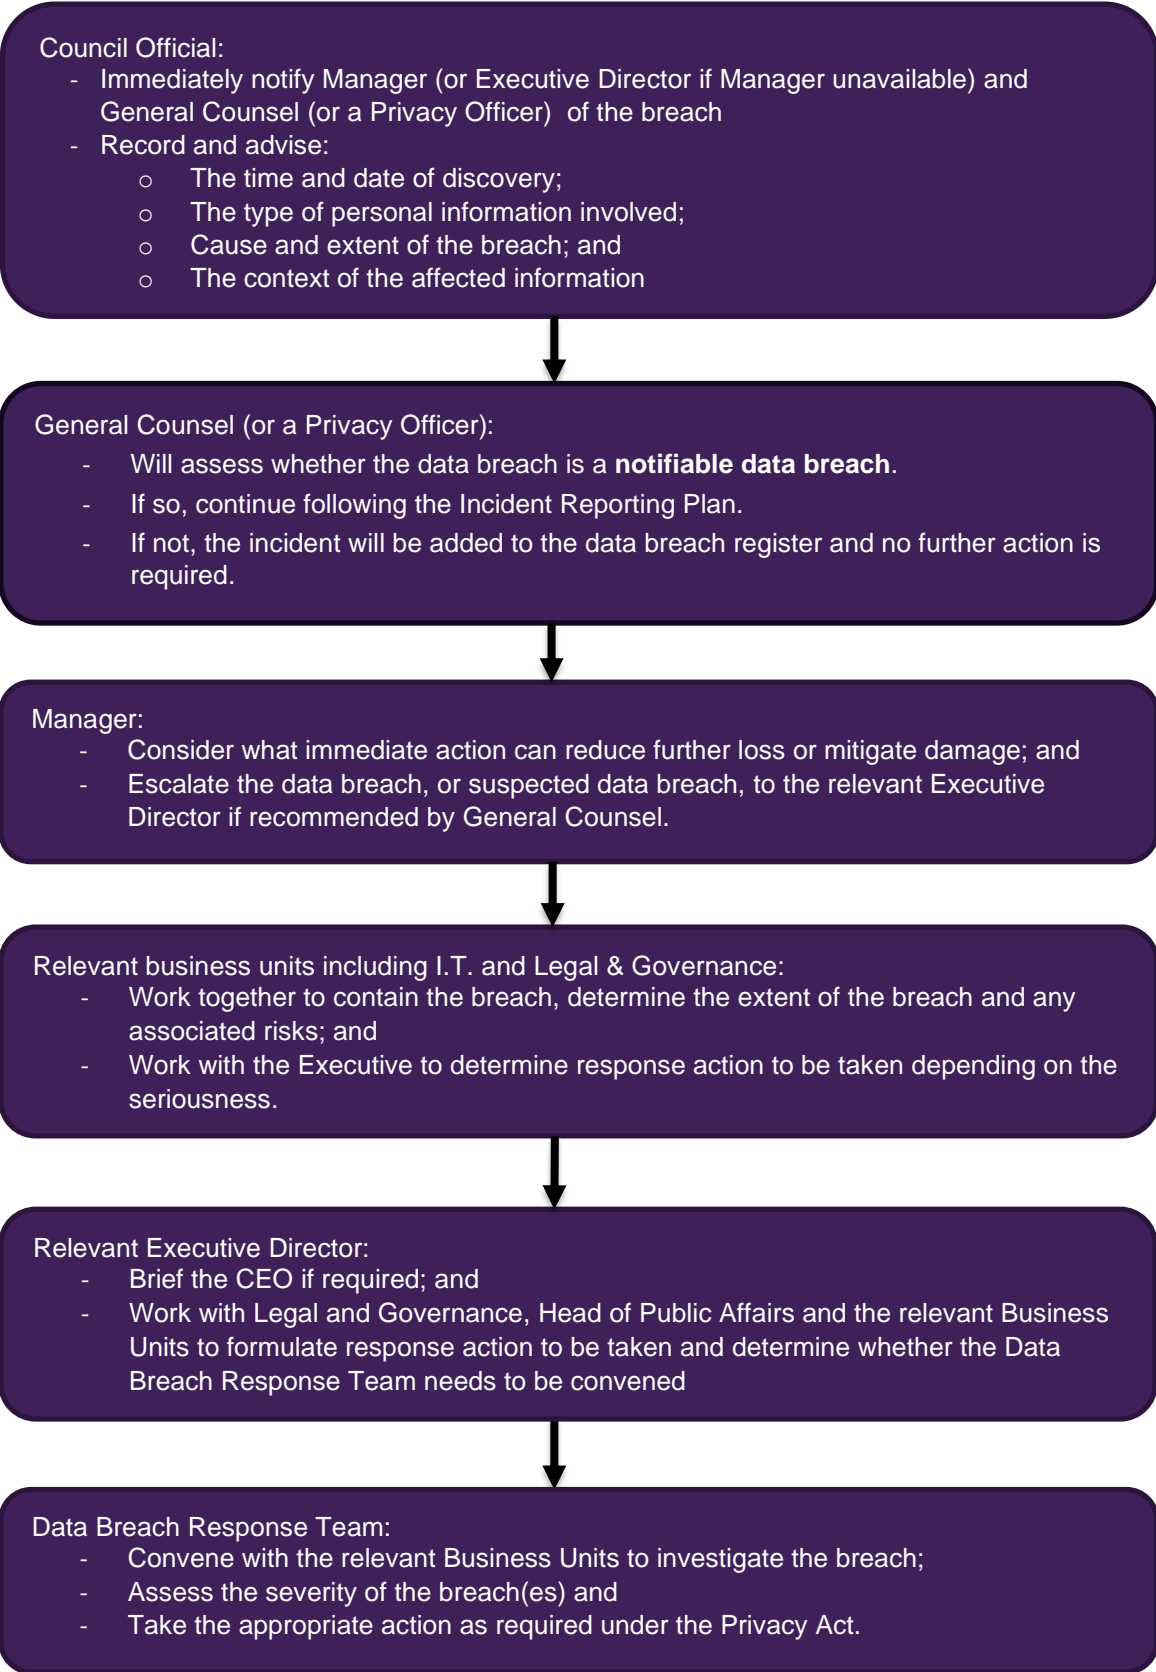 Council Official:
- Immediately notify Manager (or Executive Director if Manager unavailable) and
General Counsel (or a Privacy Officer)  of the breach
- Record and advise:
o The time and date of discovery;
o The type of personal information involved;
o Cause and extent of the breach; and
o The context of the affected information
General Counsel (or a Privacy Officer):
- Will assess whether the data breach is a notifiable data breach.
- If so, continue following the Incident Reporting Plan.
- If not, the incident will be added to the data breach register and no further action is
required.
Manager:
- Consider what immediate action can reduce further loss or mitigate damage; and
- Escalate the data breach, or suspected data breach, to the relevant Executive
Director if recommended by General Counsel.
Relevant business units including I.T. and Legal & Governance:
- Work together to contain the breach, determine the extent of the breach and any
associated risks; and
- Work with the Executive to determine response action to be taken depending on the
seriousness.
Relevant Executive Director:
- Brief the CEO if required; and
- Work with Legal and Governance, Head of Public Affairs and the relevant Business
Units to formulate response action to be taken and determine whether the Data
Breach Response Team needs to be convened
Data Breach Response Team:
- Convene with the relevant Business Units to investigate the breach;
- Assess the severity of the breach(es) and
- Take the appropriate action as required under the Privacy Act.